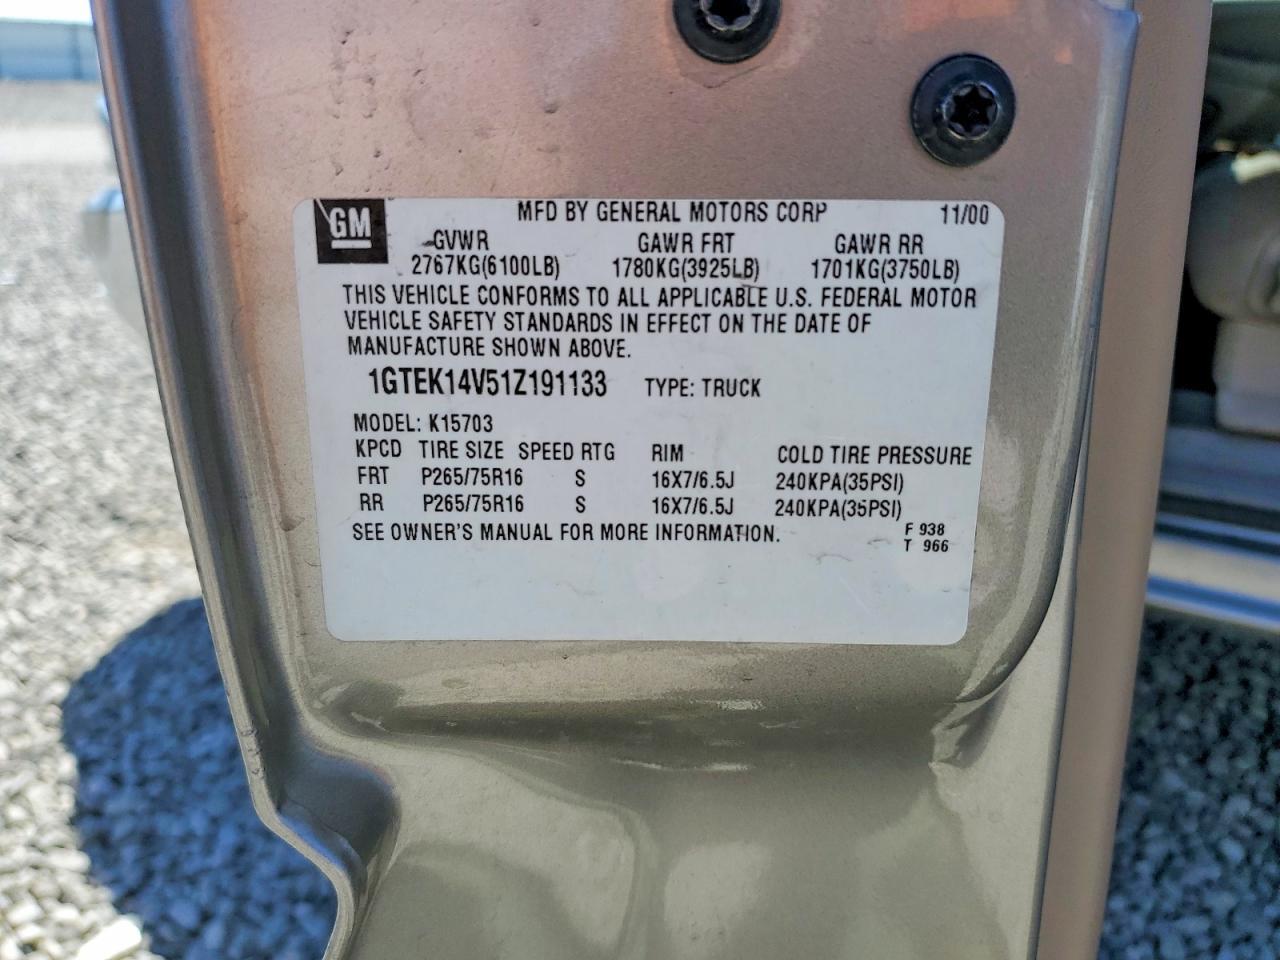 GM MFD BY GENERAL MOTORS CORP 11/00
GVWR GAWR FRT GAWR RR
2767KG(6100LB) 1780KG(3925LB) 1701KG(3750LB)
THIS VEHICLE CONFORMS TO ALL APPLICABLE U.S. FEDERAL MOTOR
VEHICLE SAFETY STANDARDS IN EFFECT ON THE DATE OF
MANUFACTURE SHOWN ABOVE.
1GTEK14V51Z191133 TYPE: TRUCK
MODEL: K15703
KPCD TIRE SIZE SPEED RTG RIM COLD TIRE PRESSURE
FRT P265/75R16 S 16X7/6.5J 240KPA(35PSI)
RR P265/75R16 S 16X7/6.5J 240KPA(35PSI)
SEE OWNER'S MANUAL FOR MORE INFORMATION. F 938
T 966